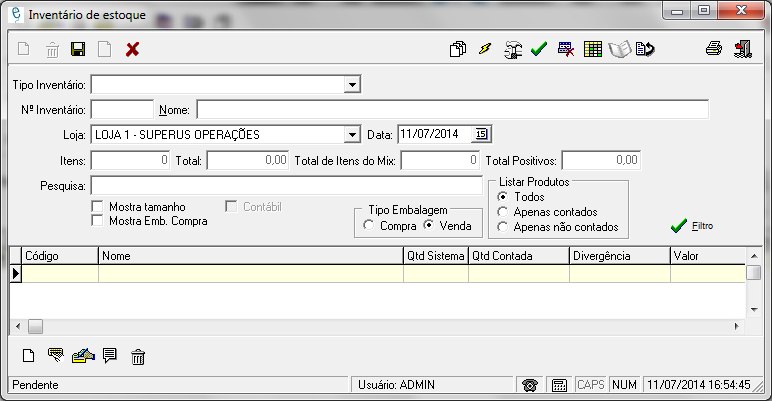 Inventário de estoque
Tipo Inventário:
Nº Inventário: Nome:
Loja: LOJA 1 - SUPERUS OPERAÇÕES Data: 11/07/2014 15
Itens: 0 Total: 0,00 Total de Itens do Mix: 0 Total Positivos: 0,00
Pesquisa:
Listar Produtos
Todos
Apenas contados
Apenas não contados
Mostra tamanho Contábil
Mostra Emb. Compra
Tipo Embalagem
Compra Venda
Filtro
Código Nome Qtd Sistema Qtd Contada Divergência Valor
Pendente Usuário: ADMIN CAPS NUM 11/07/2014 16:54:45